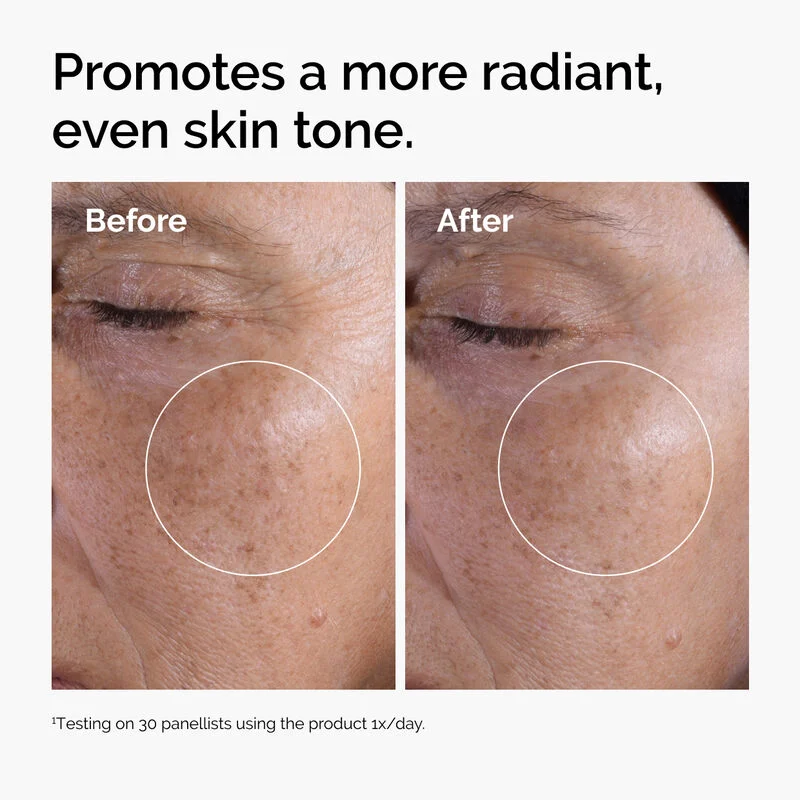 Promotes a more radiant,
even skin tone.
Before
After
¹Testing on 30 panellists using the product 1x/day.